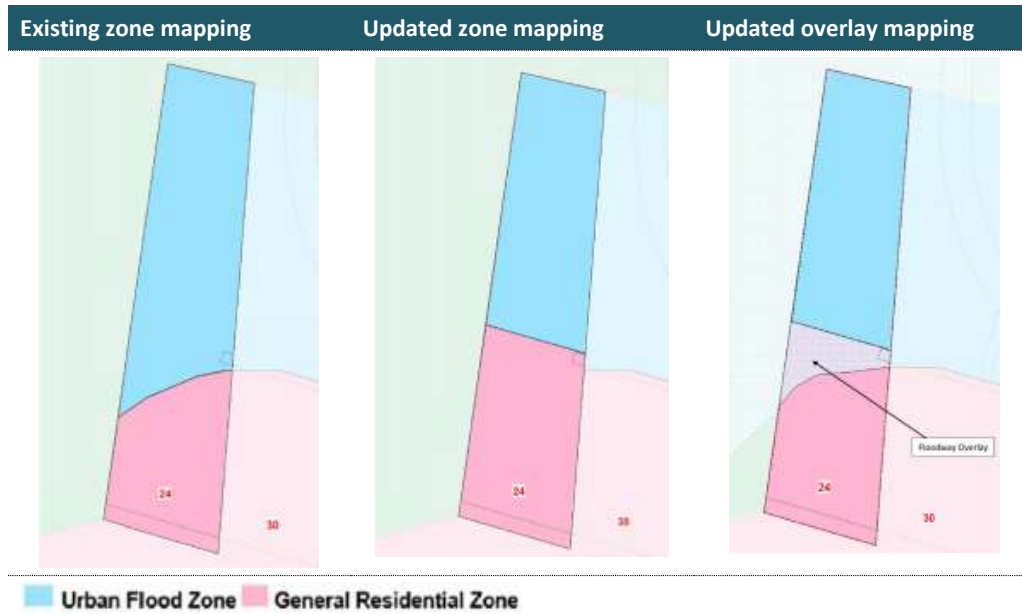 Existing zone mapping Updated zone mapping Updated overlay mapping
24
30
24
30
Floodway Overlay
24
30
Urban Flood Zone General Residential Zone